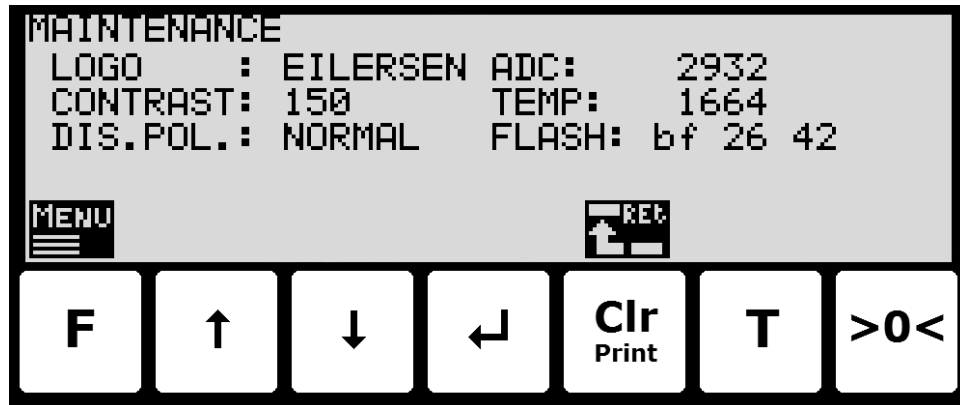 MAINTENANCE
LOGO : EILERSEN ADC: 2932
CONTRAST: 150 TEMP: 1664
DIS.POL.: NORMAL FLASH: bf 26 42
MENU
REt
F ↑ ↓ ↵ Clr T >0<
Print